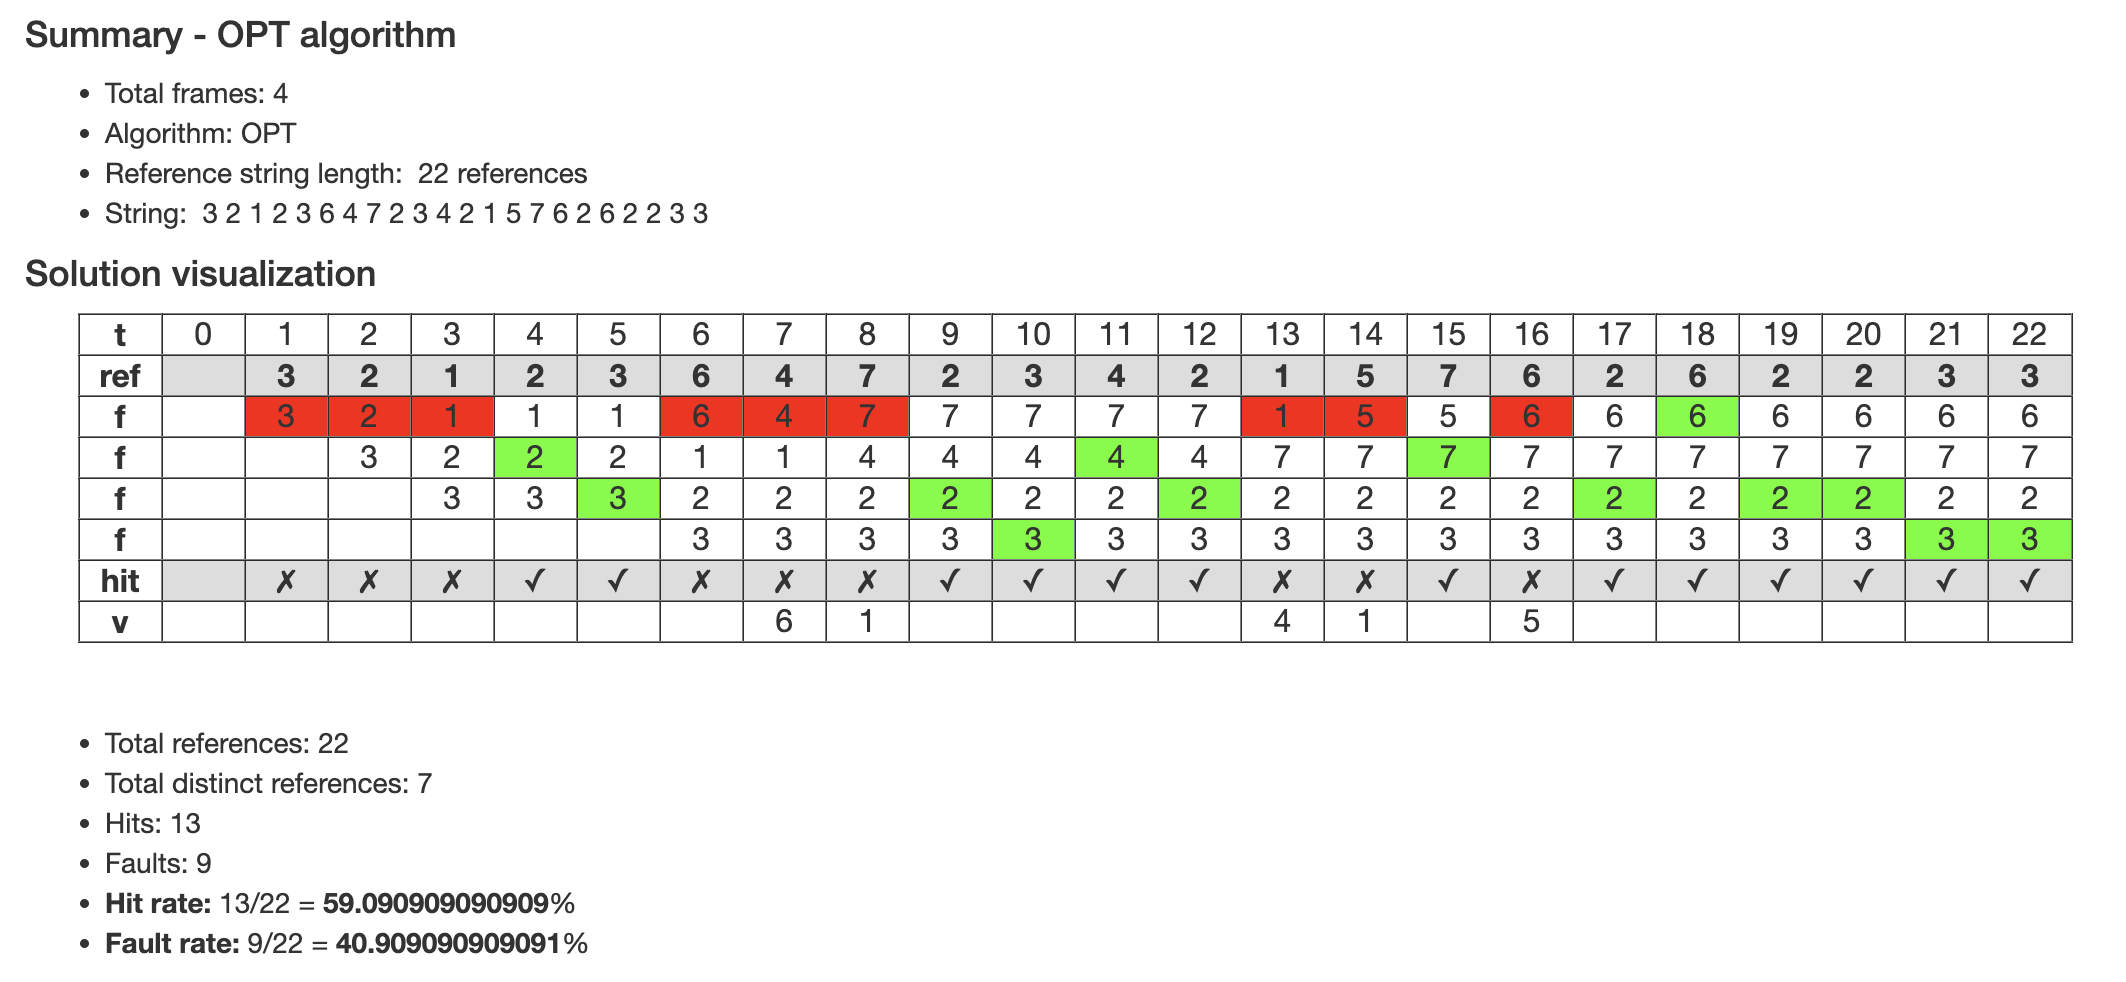 Summary - OPT algorithm
• Total frames: 4
• Algorithm: OPT
• Reference string length:  22 references
• String:  3 2 1 2 3 6 4 7 2 3 4 2 1 5 7 6 2 6 2 2 3 3
Solution visualization
t 0 1 2 3 4 5 6 7 8 9 10 11 12 13 14 15 16 17 18 19 20 21 22
ref 3 2 1 2 3 6 4 7 2 3 4 2 1 5 7 6 2 6 2 2 3 3
f 3 2 1 1 1 6 4 7 7 7 7 7 1 5 5 6 6 6 6 6 6 6
f 3 2 2 2 1 1 4 4 4 4 4 7 7 7 7 7 7 7 7 7 7
f 3 3 3 2 2 2 2 2 2 2 2 2 2 2 2 2 2 2 2 2
f 3 3 3 3 3 3 3 3 3 3 3 3 3 3 3 3 3
hit ✗ ✗ ✗ ✓ ✓ ✗ ✗ ✗ ✓ ✓ ✓ ✓ ✗ ✗ ✓ ✗ ✓ ✓ ✓ ✓ ✓ ✓
v 6 1 4 1 5
• Total references: 22
• Total distinct references: 7
• Hits: 13
• Faults: 9
• Hit rate: 13/22 = 59.090909090909%
• Fault rate: 9/22 = 40.909090909091%